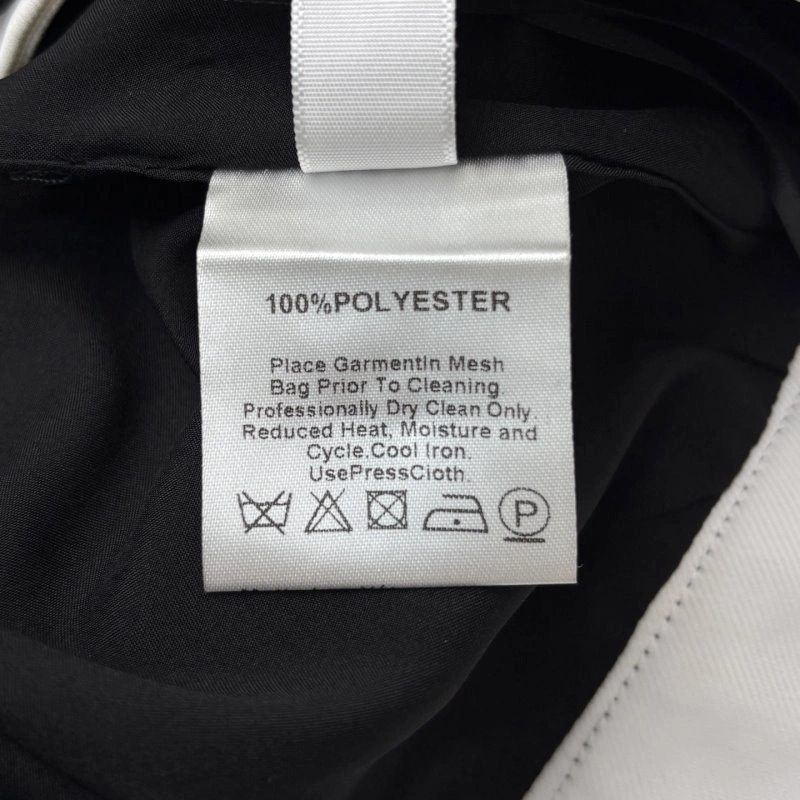 100%POLYESTER
Place GarmentIn Mesh
Bag Prior To Cleaning.
Professionally Dry Clean Only.
Reduced Heat, Moisture and
Cycle.Cool Iron.
UsePressCloth.
P